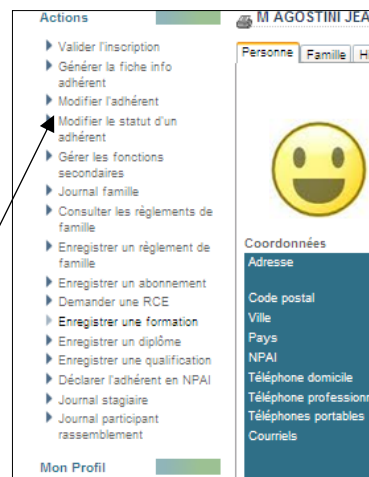 Actions
Valider l'inscription
Générer la fiche info
adhérent
Modifier l'adhérent
Modifier le statut d'un
adhérent
Gérer les fonctions
secondaires
Journal famille
Consulter les règlements de
famille
Enregistrer un règlement de
famille
Enregistrer un abonnement
Demander une RCE
Enregistrer une formation
Enregistrer un diplôme
Enregistrer une qualification
Déclarer l'adhérent en NPAI
Journal stagiaire
Journal participant
rassemblement
Mon Profil
M AGOSTINI JEA
Personne Famille Hi
Coordonnées
Adresse
Code postal
Ville
Pays
NPAI
Téléphone domicile
Téléphone professionn
Téléphones portables
Courriels